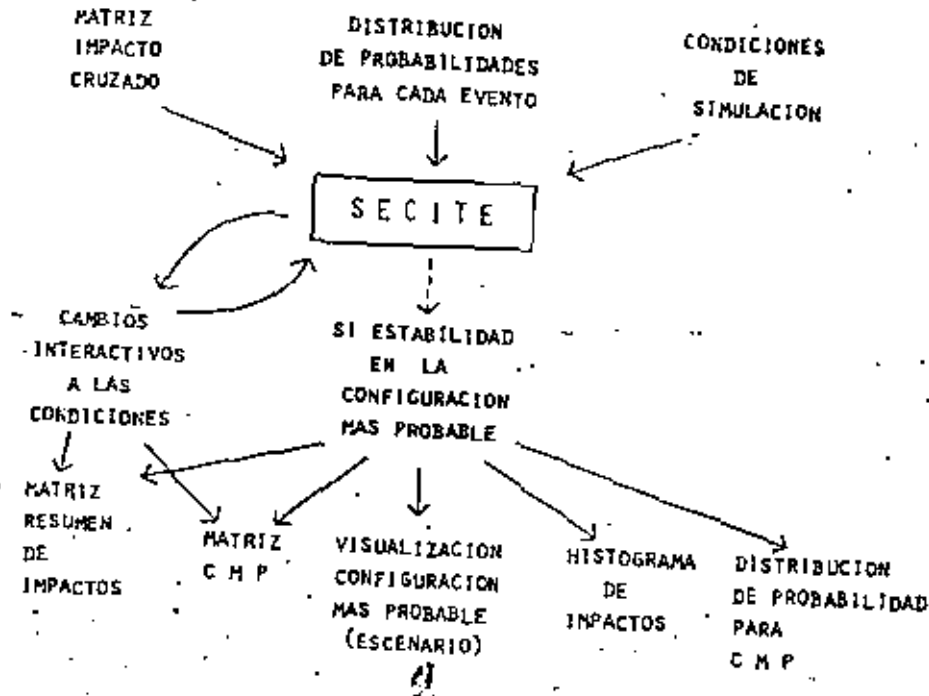 MATRIZ
IMPACTO
CRUZADO
DISTRIBUCION
DE PROBABILIDADES
PARA CADA EVENTO
CONDICIONES
DE
SIMULACION
SECITE
CAMBIOS
INTERACTIVOS
A LAS
CONDICIONES
SI ESTABILIDAD
EN LA
CONFIGURACION
MAS PROBABLE
MATRIZ
RESUMEN
DE
IMPACTOS
MATRIZ
C M P
VISUALIZACION
CONFIGURACION
MAS PROBABLE
(ESCENARIO)
HISTOGRAMA
DE
IMPACTOS
DISTRIBUCION
DE PROBABILIDAD
PARA
C M P